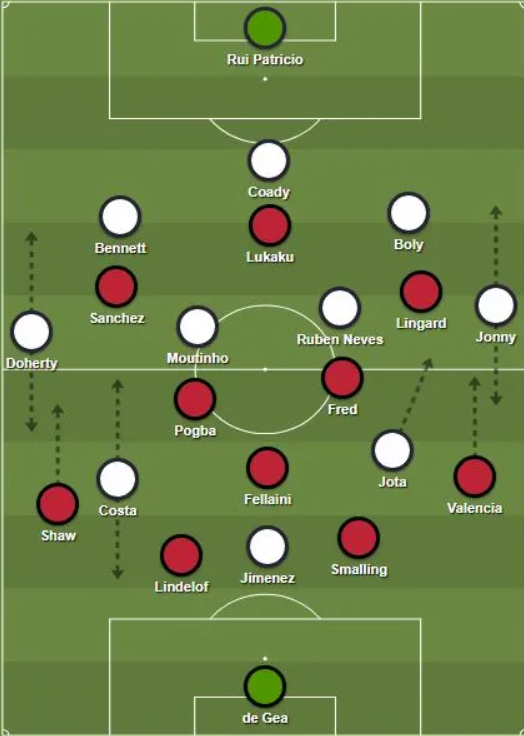 Rui Patricio
Coady
Bennett
Boly
Lukaku
Sanchez
Lingard
Ruben Neves
Jonny
Moutinho
Doherty
Fred
Pogba
Jota
Fellaini
Valencia
Costa
Shaw
Smalling
Jimenez
Lindelof
de Gea